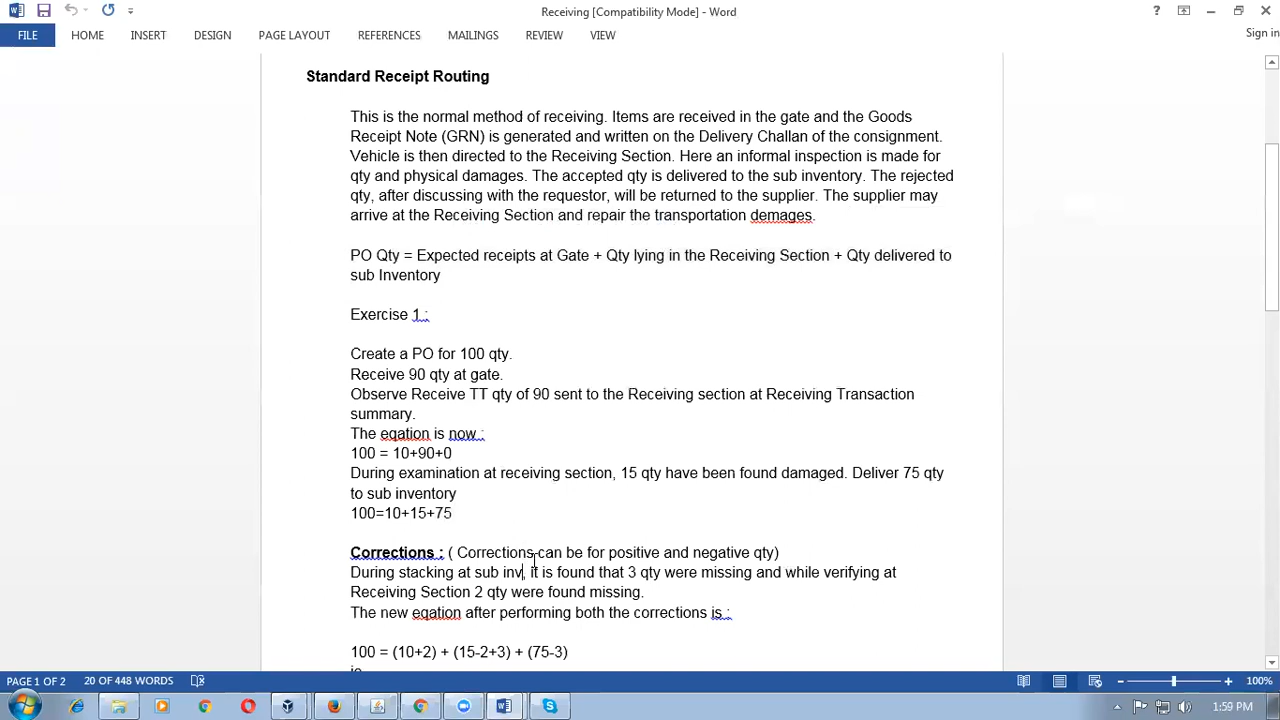 Receiving [Compatibility Mode] - Word
?
FILE HOME INSERT DESIGN PAGE LAYOUT REFERENCES MAILINGS REVIEW VIEW
Sign in
Standard Receipt Routing
This is the normal method of receiving. Items are received in the gate and the Goods
Receipt Note (GRN) is generated and written on the Delivery Challan of the consignment.
Vehicle is then directed to the Receiving Section. Here an informal inspection is made for
qty and physical damages. The accepted qty is delivered to the sub inventory. The rejected
qty, after discussing with the requestor, will be returned to the supplier. The supplier may
arrive at the Receiving Section and repair the transportation demages.
PO Qty = Expected receipts at Gate + Qty lying in the Receiving Section + Qty delivered to
sub Inventory
Exercise 1 :
Create a PO for 100 qty.
Receive 90 qty at gate.
Observe Receive TT qty of 90 sent to the Receiving section at Receiving Transaction
summary.
The eqation is now :
100 = 10+90+0
During examination at receiving section, 15 qty have been found damaged. Deliver 75 qty
to sub inventory
100=10+15+75
Corrections : ( Corrections can be for positive and negative qty)
During stacking at sub inv, it is found that 3 qty were missing and while verifying at
Receiving Section 2 qty were found missing.
The new eqation after performing both the corrections is :
100 = (10+2) + (15-2+3) + (75-3)
PAGE 1 OF 2 20 OF 448 WORDS
100%
1:59 PM